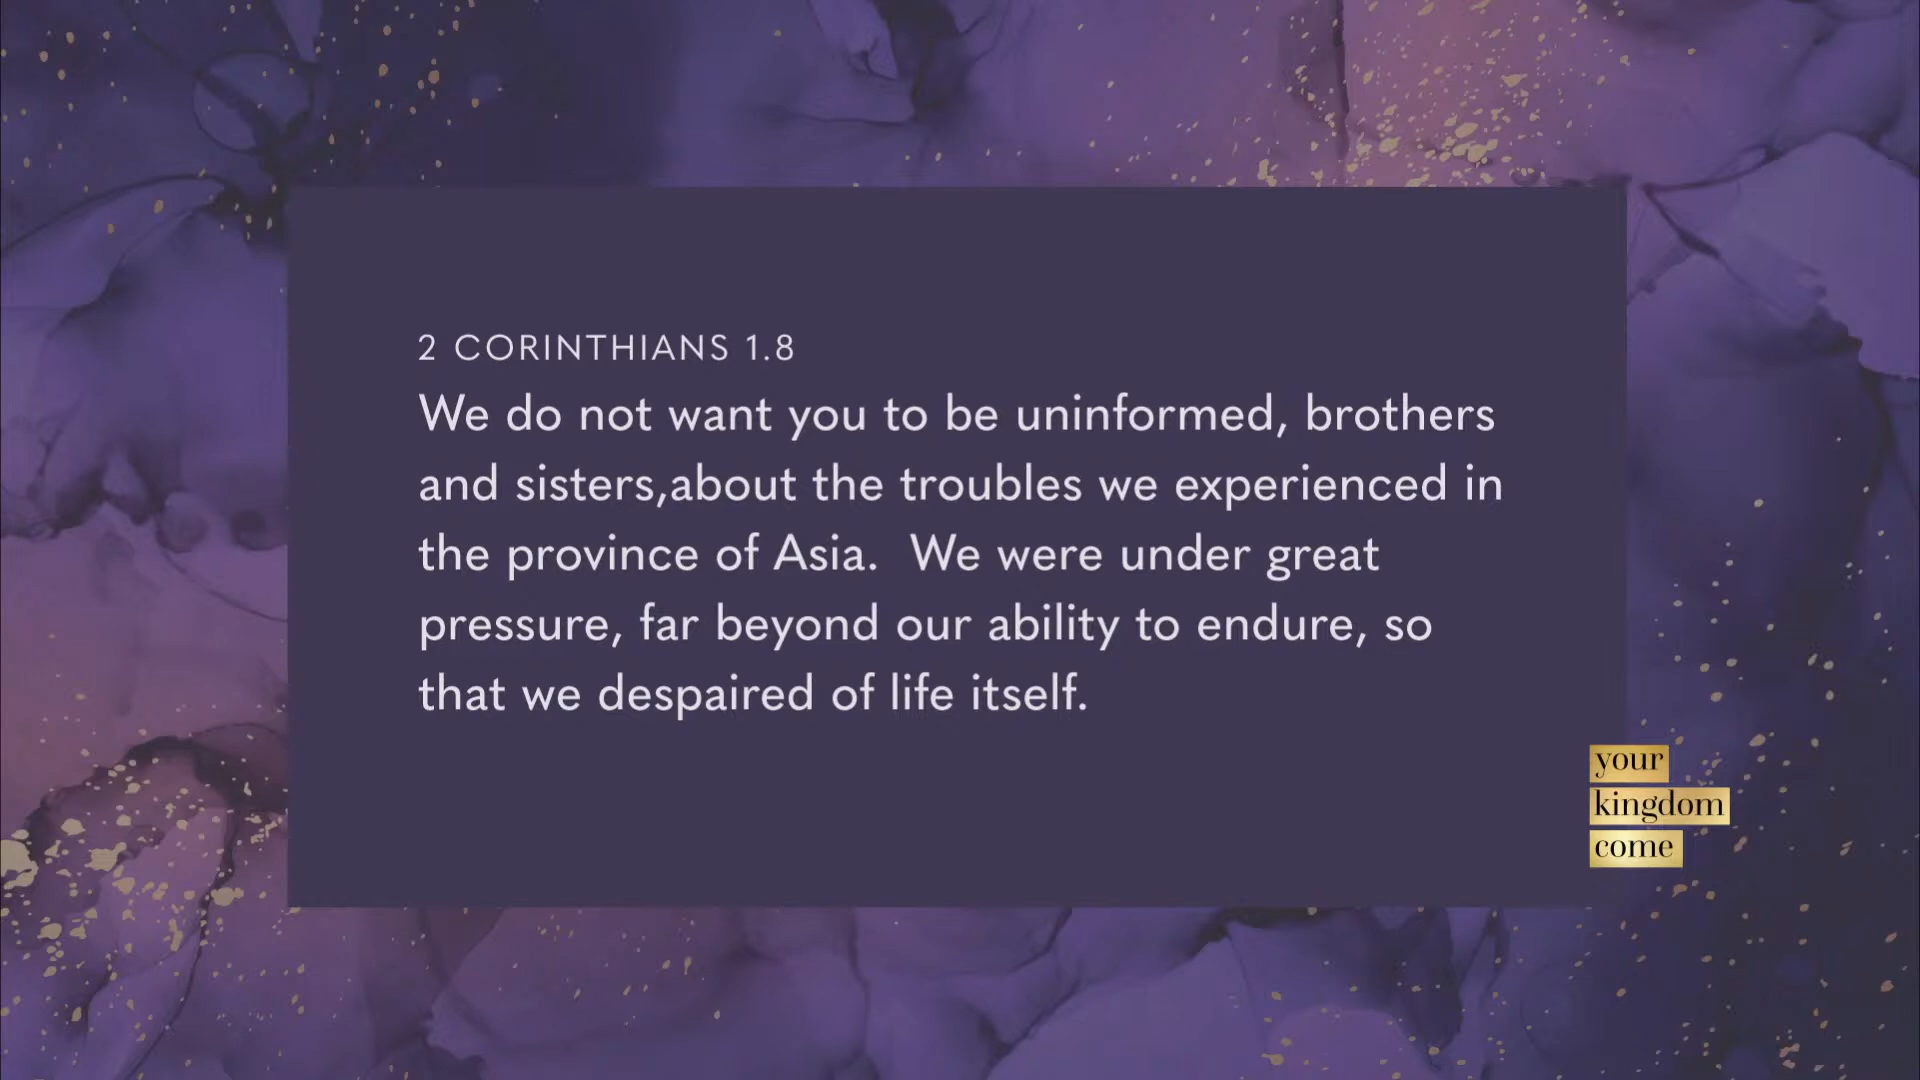 2 CORINTHIANS 1.8
We do not want you to be uninformed, brothers
and sisters,about the troubles we experienced in
the province of Asia.  We were under great
pressure, far beyond our ability to endure, so
that we despaired of life itself.
your
kingdom
come